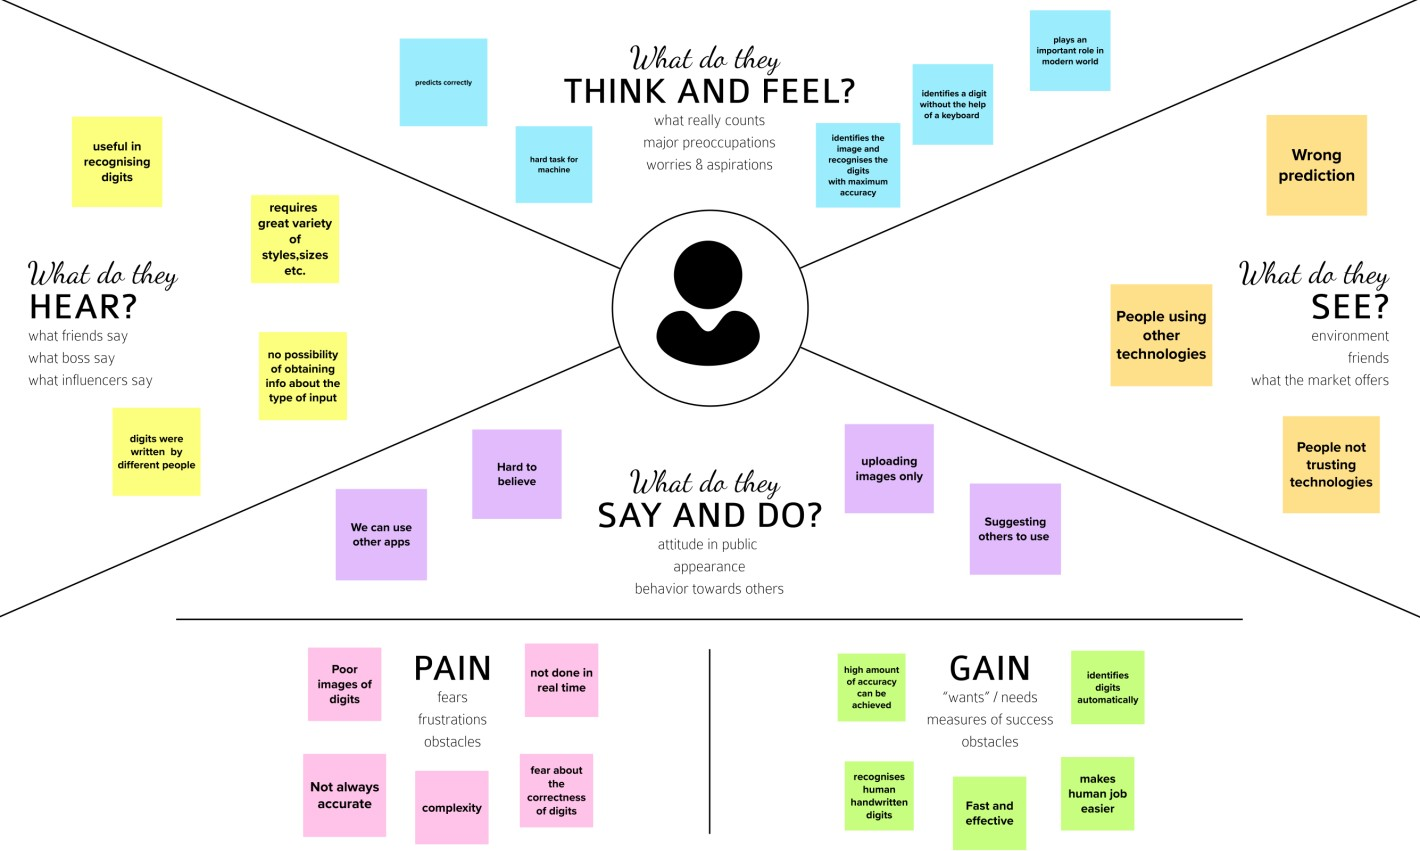 What do they
THINK AND FEEL?
what really counts
major preoccupations
worries & aspirations
predicts correctly
hard task for
machine
identifies the
image and
recognises the
digits
with maximum
accuracy
identifies a digit
without the help
of a keyboard
plays an
important role in
modern world
What do they
HEAR?
what friends say
what boss say
what influencers say
useful in
recognising
digits
requires
great variety
of
styles,sizes
etc.
no possibility
of obtaining
info about the
type of input
digits were
written by
different people
What do they
SEE?
environment
friends
what the market offers
Wrong
prediction
People using
other
technologies
People not
trusting
technologies
What do they
SAY AND DO?
attitude in public
appearance
behavior towards others
We can use
other apps
Hard to
believe
uploading
images only
Suggesting
others to use
PAIN
fears
frustrations
obstacles
Poor
images of
digits
not done in
real time
Not always
accurate
complexity
fear about
the
correctness
of digits
GAIN
“wants” / needs
measures of success
obstacles
high amount
of accuracy
can be
achieved
identifies
digits
automatically
recognises
human
handwritten
digits
Fast and
effective
makes
human job
easier